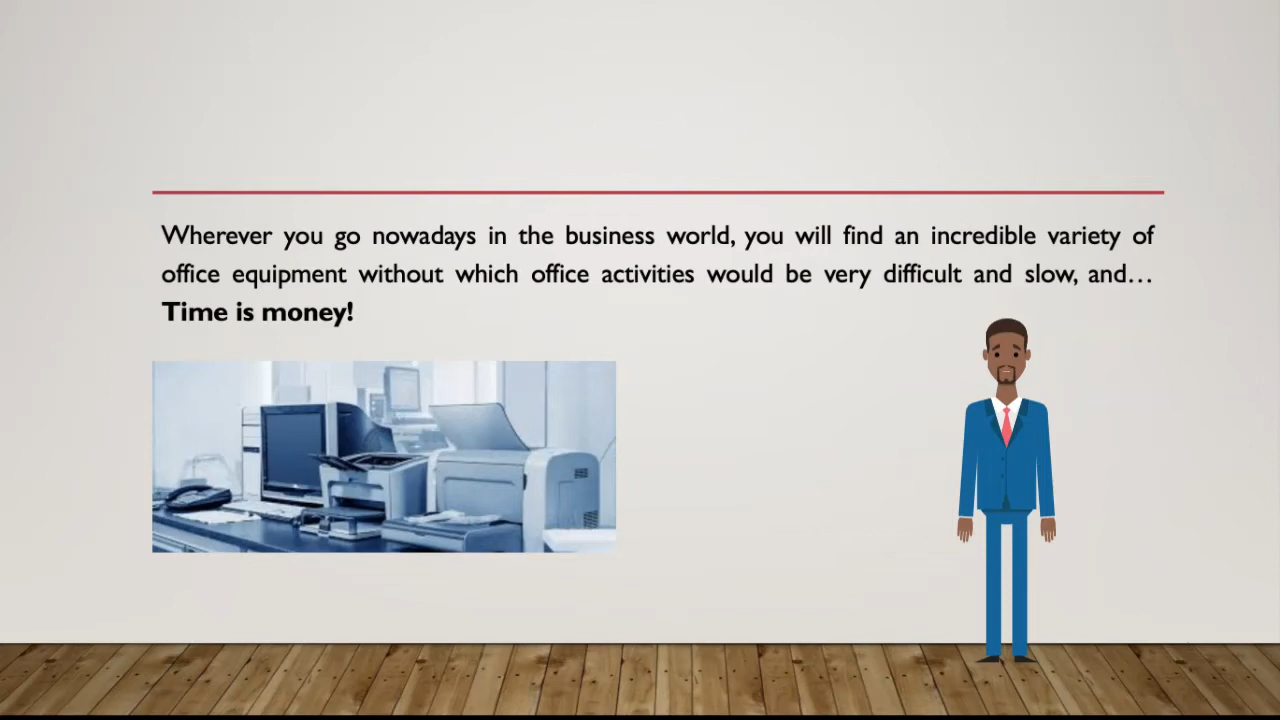 Wherever you go nowadays in the business world, you will find an incredible variety of
office equipment without which office activities would be very difficult and slow, and…
Time is money!